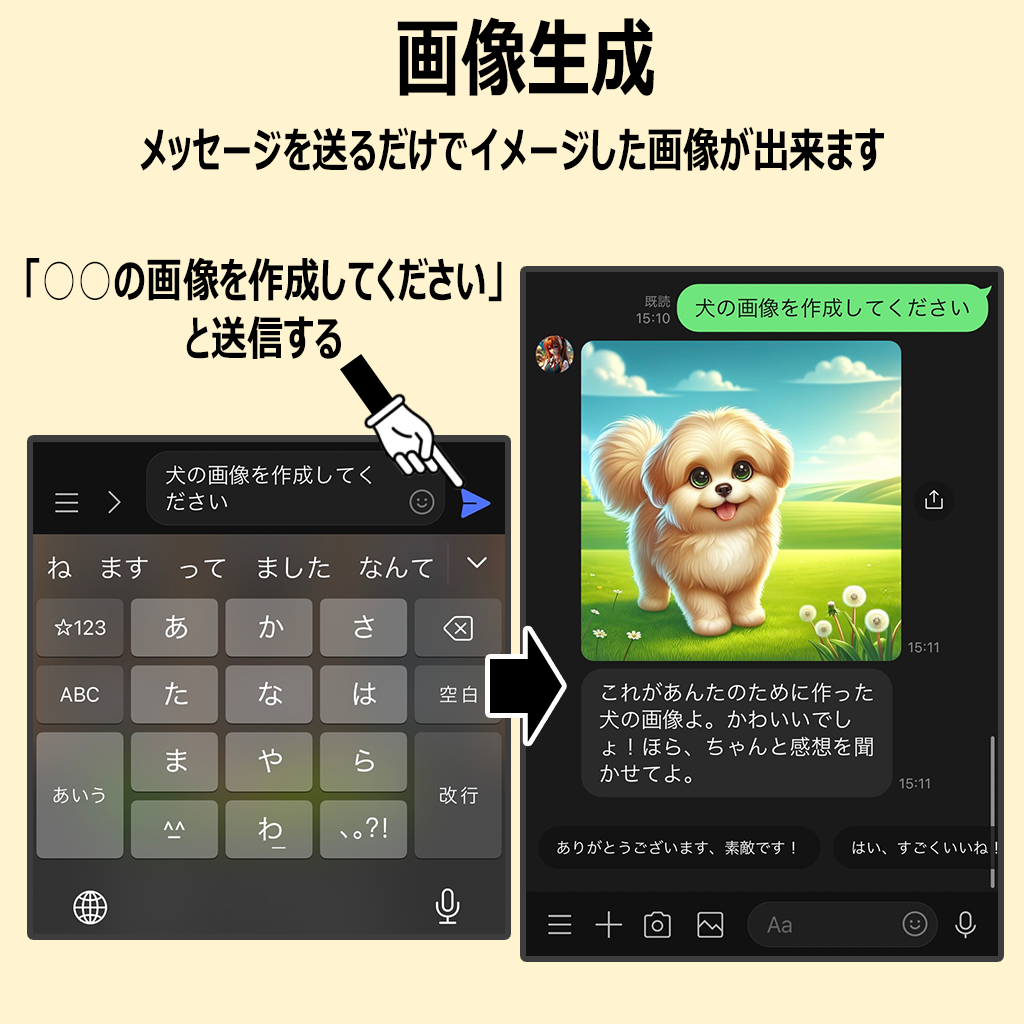 画像生成
メッセージを送るだけでイメージした画像が出来ます
「○○の画像を作成してください」
と送信する
犬の画像を作成してく
ださい
ね ます って ました なんて
☆123 あ か さ
ABC た な は 空白
あいう ま や ら 改行
^^ わ 、。?!
既読
15:10
犬の画像を作成してください
15:11
これがあんたのために作った
犬の画像よ。かわいいでし
ょ！ほら、ちゃんと感想を聞
かせてよ。
15:11
ありがとうございます、素敵です！
はい、すごくいいね！
Aa